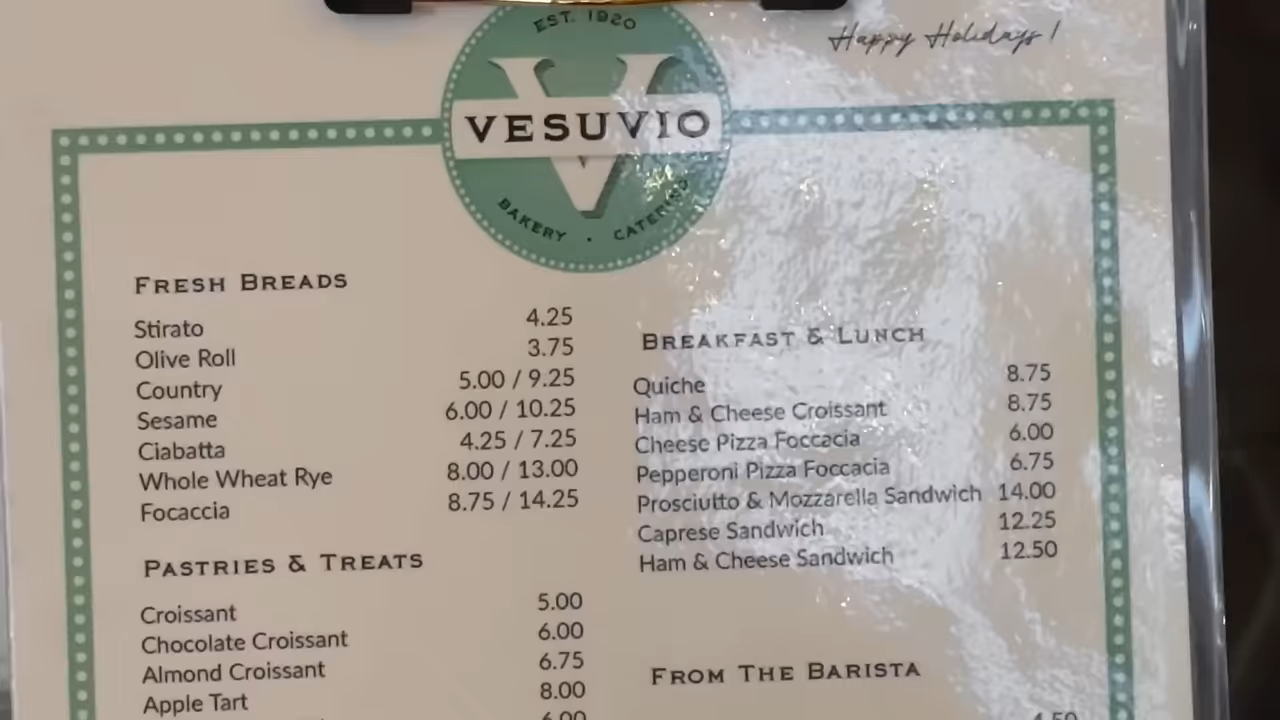 EST. 1920
Happy Holidays!
VESUVIO
BAKERY · CATERING
FRESH BREADS
Stirato 4.25
Olive Roll 3.75
Country 5.00 / 9.25
Sesame 6.00 / 10.25
Ciabatta 4.25 / 7.25
Whole Wheat Rye 8.00 / 13.00
Focaccia 8.75 / 14.25
PASTRIES & TREATS
Croissant 5.00
Chocolate Croissant 6.00
Almond Croissant 6.75
Apple Tart 8.00
6.00
BREAKFAST & LUNCH
Quiche 8.75
Ham & Cheese Croissant 8.75
Cheese Pizza Foccacia 6.00
Pepperoni Pizza Foccacia 6.75
Prosciutto & Mozzarella Sandwich 14.00
Caprese Sandwich 12.25
Ham & Cheese Sandwich 12.50
FROM THE BARISTA
4.50